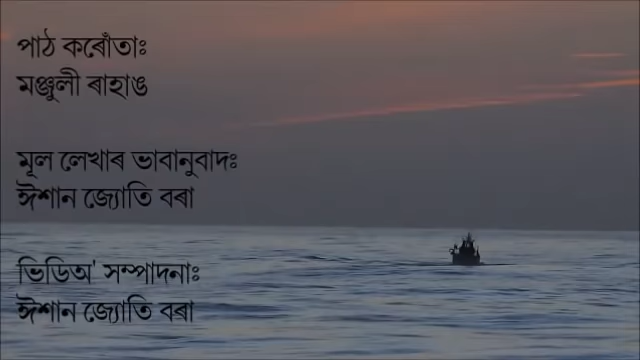 পাঠ কৰোঁতাঃ
মঞ্জুলী ৰাহাঙ
মূল লেখাৰ ভাবানুবাদঃ
ঈশান জ্যোতি বৰা
ভিডিঅ' সম্পাদনাঃ
ঈশান জ্যোতি বৰা